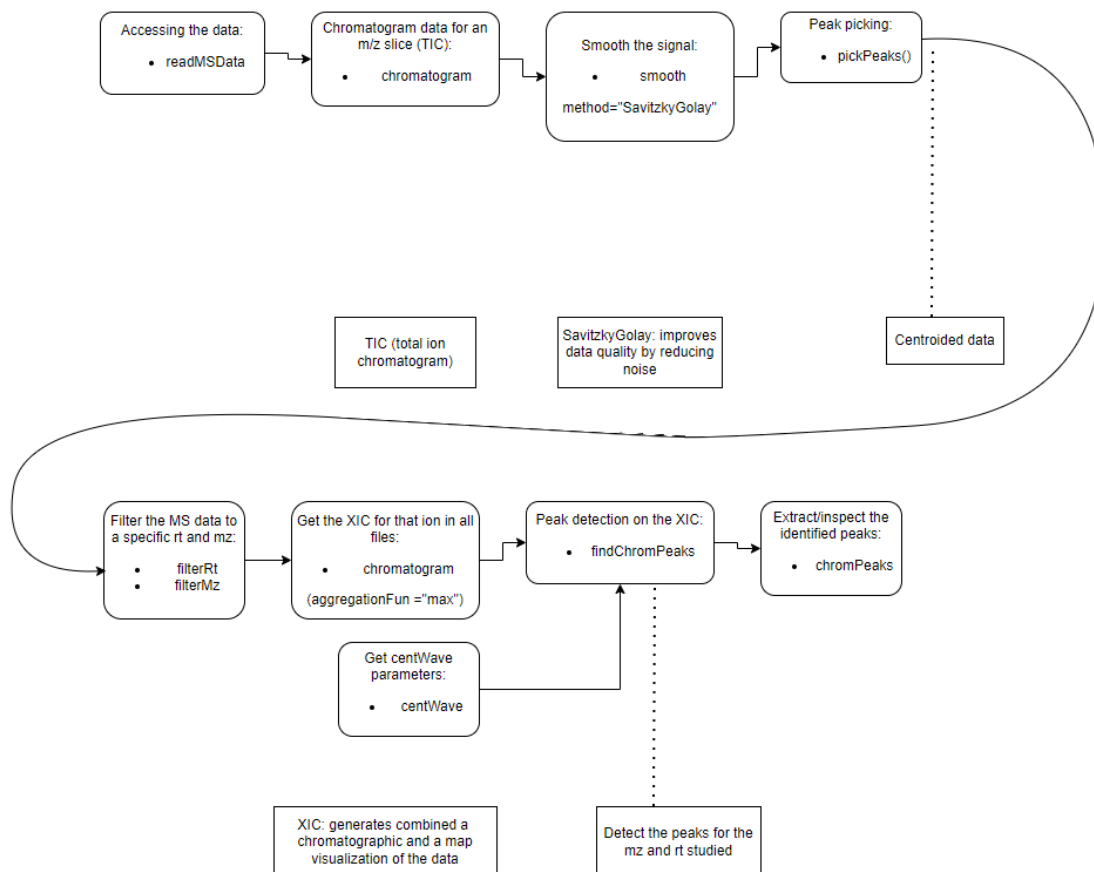 Accessing the data:
• readMSData
Chromatogram data for an
m/z slice (TIC):
• chromatogram
Smooth the signal:
• smooth
method="SavitzkyGolay"
Peak picking:
• pickPeaks()
TIC (total ion
chromatogram)
SavitzkyGolay: improves
data quality by reducing
noise
Centroided data
Filter the MS data to
a specific rt and mz:
• filterRt
• filterMz
Get the XIC for that ion in all
files:
• chromatogram
(aggregationFun ="max")
Peak detection on the XIC:
• findChromPeaks
Extract/inspect the
identified peaks:
• chromPeaks
Get centWave
parameters:
• centWave
XIC: generates combined a
chromatographic and a map
visualization of the data
Detect the peaks for the
mz and rt studied